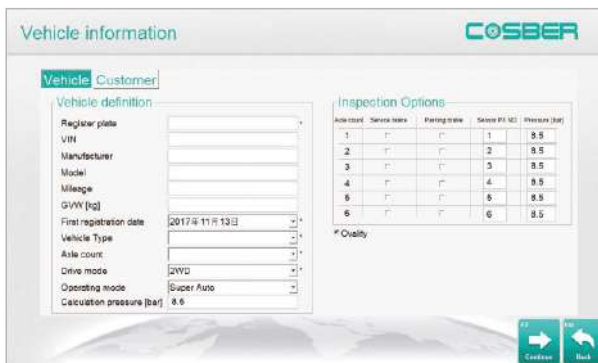 Vehicle information
COSBER
Vehicle Customer
Vehicle definition
Register plate *
VIN
Manufacturer
Model
Mileage
GVW [kg]
First registration date 2017年11月13日 *
Vehicle Type *
Axle count *
Drive mode 2WD *
Operating mode Super Auto
Calculation pressure [bar] 8.6
Inspection Options
Axle count Service brake Parking brake Sensor PX NO Pressure [bar]
1 1 8.5
2 2 8.5
3 3 8.5
4 4 8.5
5 5 8.5
6 6 8.5
Ovality
Continue
Back